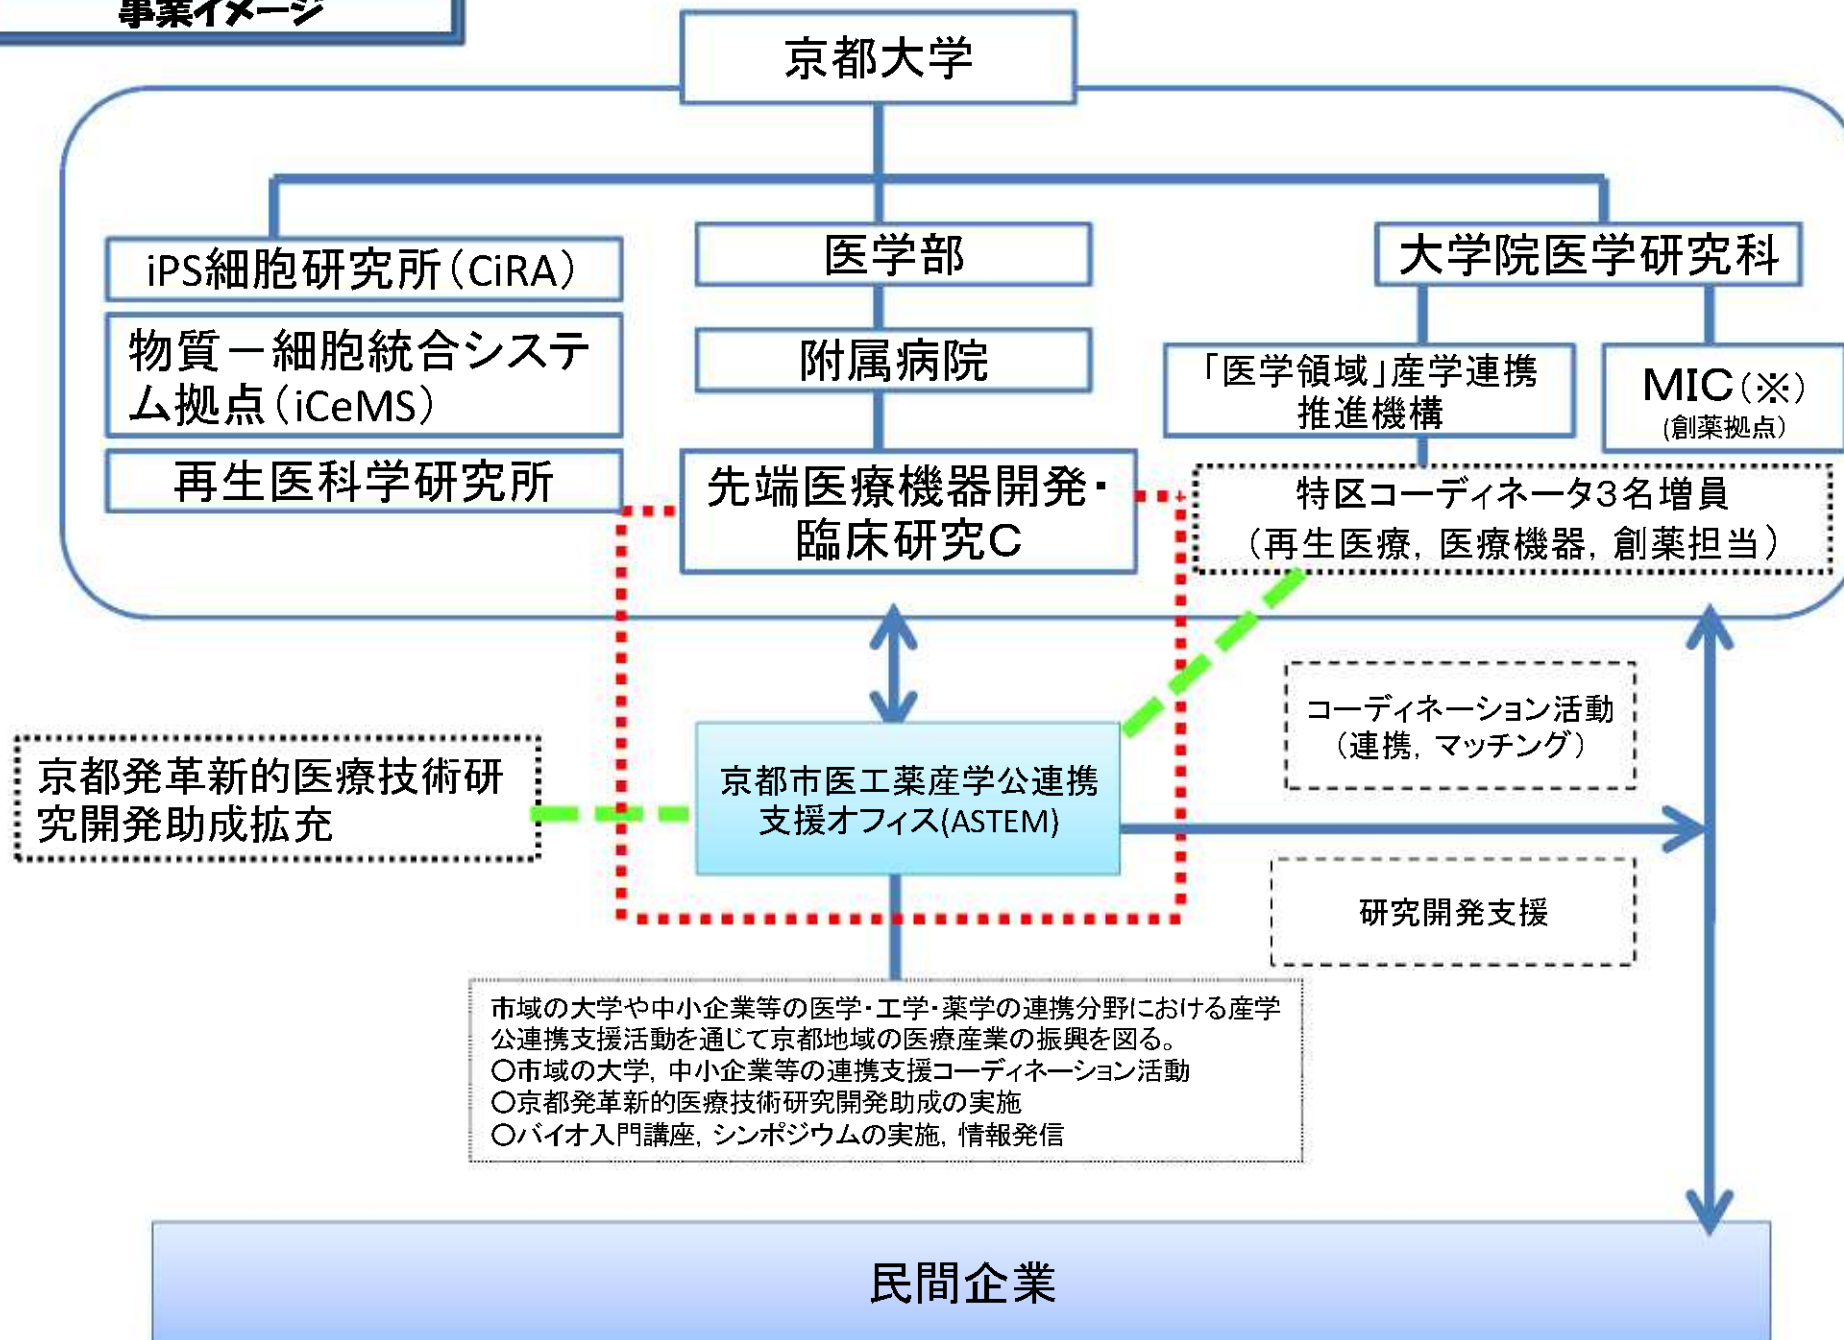 事業イメージ
京都大学
iPS細胞研究所(CiRA)
物質－細胞統合システ
ム拠点(iCeMS)
再生医科学研究所
医学部
附属病院
先端医療機器開発・
臨床研究C
大学院医学研究科
「医学領域」産学連携
推進機構
MIC(※)
(創薬拠点)
特区コーディネータ3名増員
(再生医療, 医療機器, 創薬担当)
コーディネーション活動
(連携, マッチング)
京都発革新的医療技術研
究開発助成拡充
京都市医工薬産学公連携
支援オフィス(ASTEM)
研究開発支援
市域の大学や中小企業等の医学・工学・薬学の連携分野における産学
公連携支援活動を通じて京都地域の医療産業の振興を図る。
○市域の大学, 中小企業等の連携支援コーディネーション活動
○京都発革新的医療技術研究開発助成の実施
○バイオ入門講座, シンポジウムの実施, 情報発信
民間企業